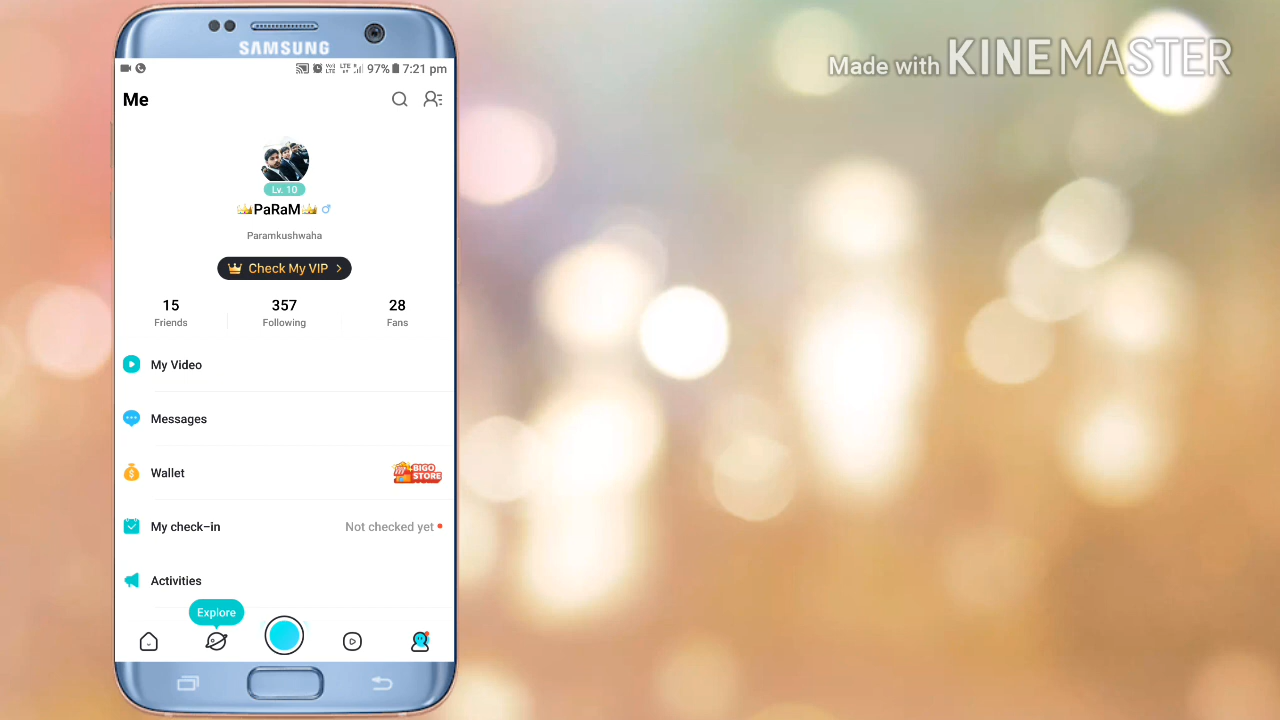 SAMSUNG
97% 7:21 pm
Me
Lv. 10
PaRaM
Paramkushwaha
Check My VIP >
15 357 28
Friends Following Fans
My Video
Messages
Wallet
BIGO
STORE
My check-in Not checked yet
Activities
Explore
Made with KINEMASTER